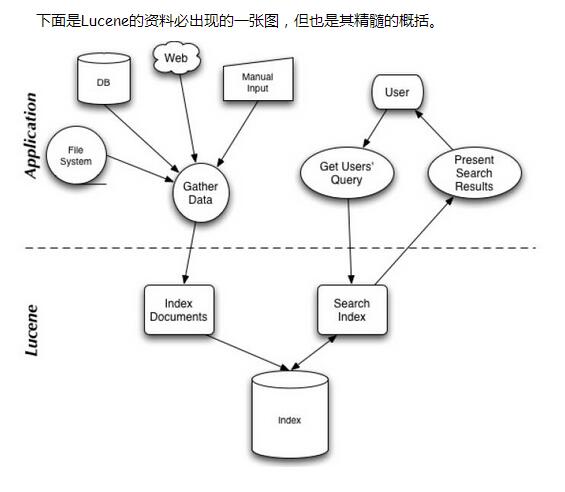 下面是Lucene的资料必出现的一张图，但也是其精髓的概括。
Application
DB
Web
Manual
Input
File
System
Gather
Data
User
Get Users'
Query
Present
Search
Results
Lucene
Index
Documents
Search
Index
Index